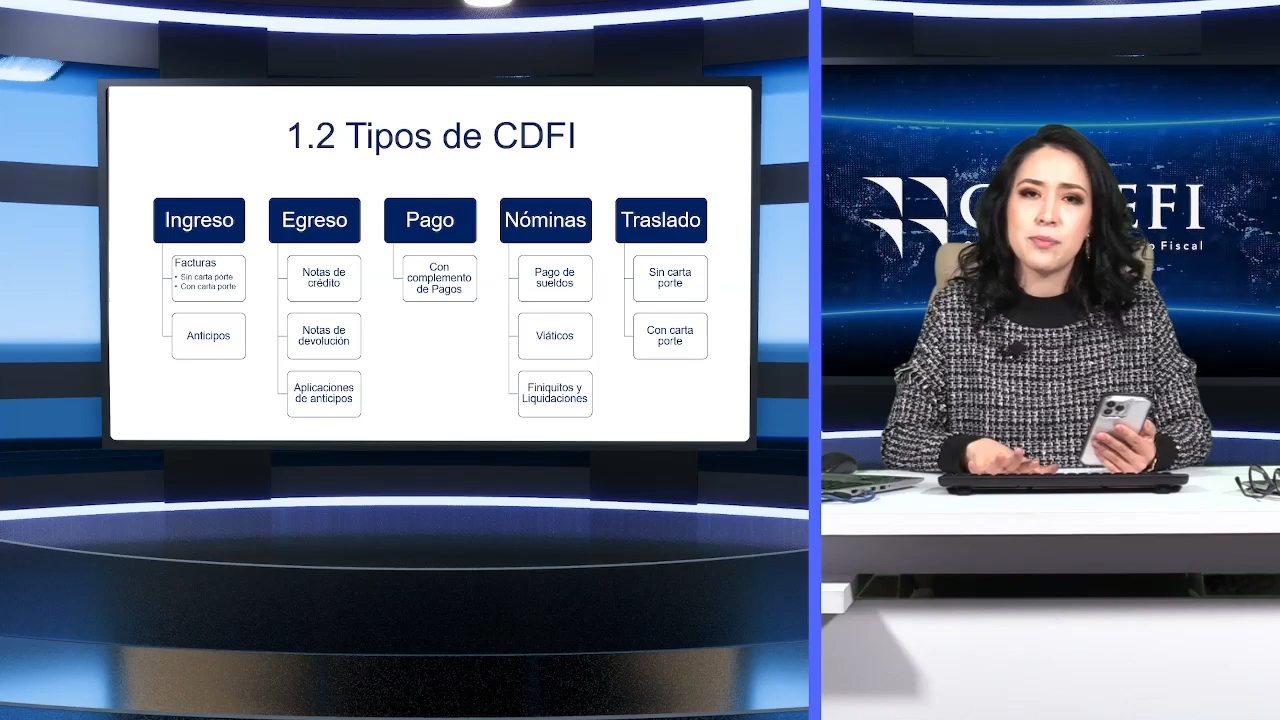 1.2 Tipos de CDFI
Ingreso
Facturas
• Sin carta porte
• Con carta porte
Anticipos
Egreso
Notas de
crédito
Notas de
devolución
Aplicaciones
de anticipos
Pago
Con
complemento
de Pagos
Nóminas
Pago de
sueldos
Viáticos
Finiquitos y
Liquidaciones
Traslado
Sin carta
porte
Con carta
porte
Fiscal